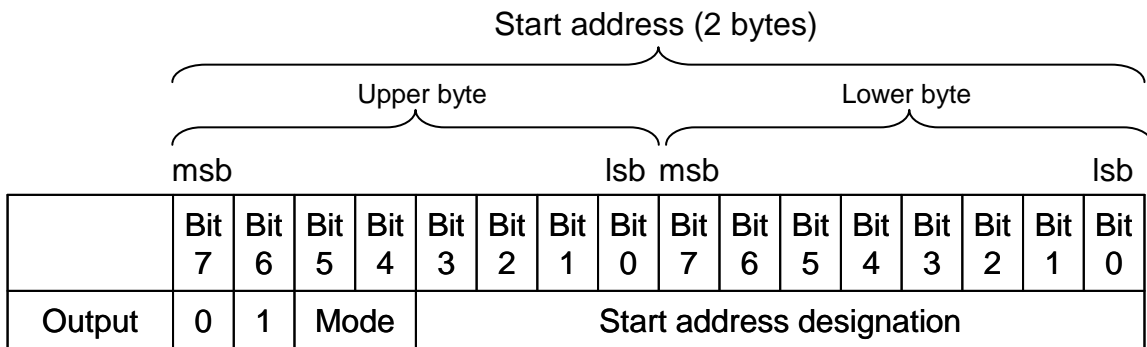 Start address (2 bytes)
Upper byte Lower byte
msb lsb msb lsb
Bit 7 Bit 6 Bit 5 Bit 4 Bit 3 Bit 2 Bit 1 Bit 0 Bit 7 Bit 6 Bit 5 Bit 4 Bit 3 Bit 2 Bit 1 Bit 0
Output 0 1 Mode Start address designation